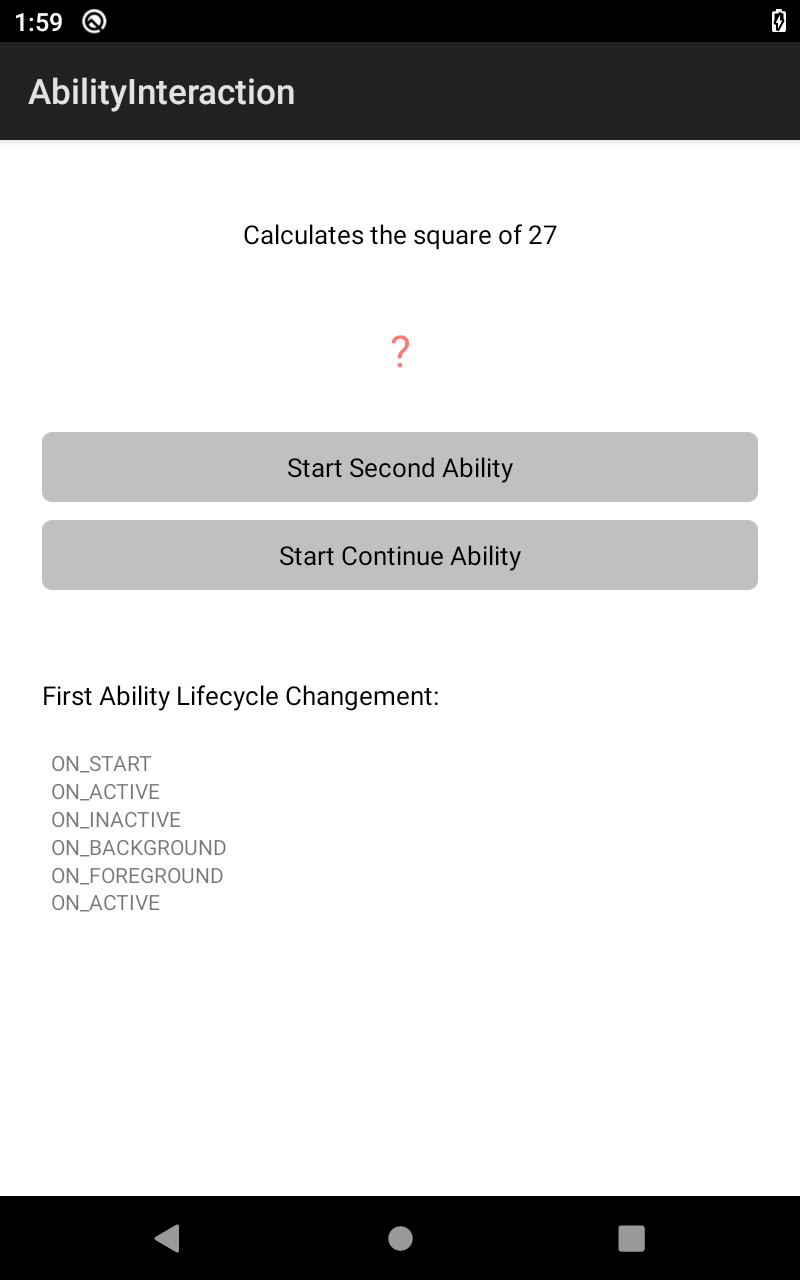 1:59
AbilityInteraction
Calculates the square of 27
?
Start Second Ability
Start Continue Ability
First Ability Lifecycle Changement:
ON_START
ON_ACTIVE
ON_INACTIVE
ON_BACKGROUND
ON_FOREGROUND
ON_ACTIVE